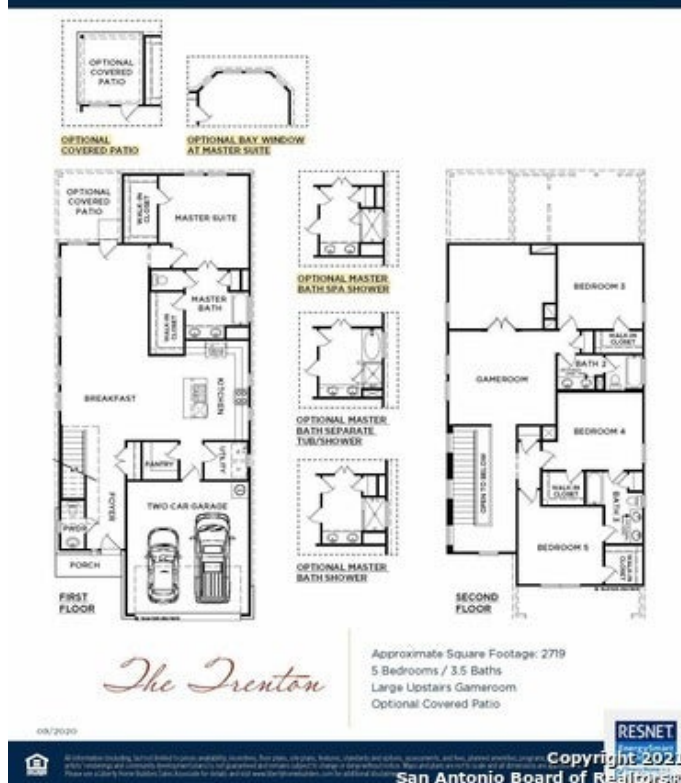 OPTIONAL
COVERED
PATIO
OPTIONAL
COVERED PATIO
OPTIONAL BAY WINDOW
AT MASTER SUITE
OPTIONAL
COVERED
PATIO
WALK-IN
CLOSET
MASTER SUITE
MASTER
BATH
WALK-IN
CLOSET
BREAKFAST
KITCHEN
PANTRY
UTILITY
FOYER
TWO CAR GARAGE
PWDR
PORCH
FIRST
FLOOR
OPTIONAL MASTER
BATH SPA SHOWER
OPTIONAL MASTER
BATH SEPARATE
TUB/SHOWER
OPTIONAL MASTER
BATH SHOWER
BEDROOM 3
WALK-IN
CLOSET
BATH 2
GAMEROOM
BEDROOM 4
OPEN TO BELOW
WALK-IN
CLOSET
BATH 3
BEDROOM 5
WALK-IN
CLOSET
SECOND
FLOOR
The Trenton
Approximate Square Footage: 2719
5 Bedrooms / 3.5 Baths
Large Upstairs Gameroom
Optional Covered Patio
09/2020
RESNET
EnergySmart
Copyright 2021
San Antonio Board of Realtors